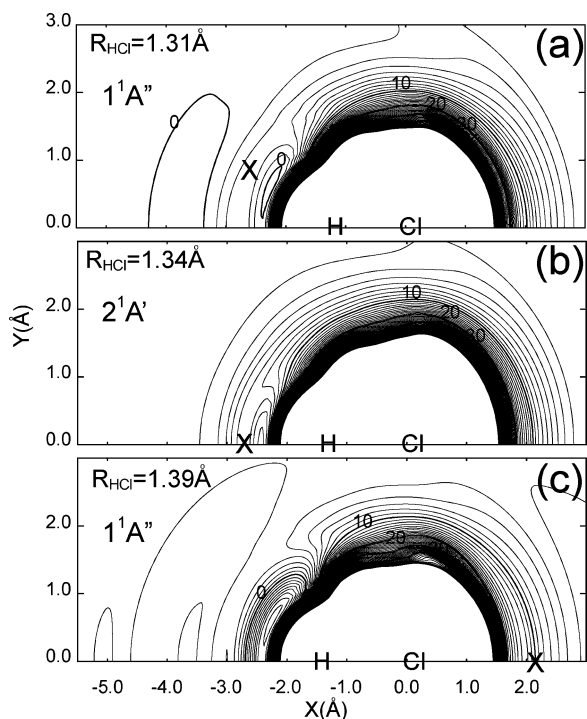 R_HCl=1.31Å
(a)
1¹A”
3.0
2.0
1.0
0.0
0
0
10
20
30
X
H
Cl
R_HCl=1.34Å
(b)
2¹A’
2.0
1.0
0.0
10
20
30
X
H
Cl
Y(Å)
R_HCl=1.39Å
(c)
1¹A”
2.0
1.0
0.0
0
10
20
H
Cl
X
-5.0 -4.0 -3.0 -2.0 -1.0 0.0 1.0 2.0
X(Å)